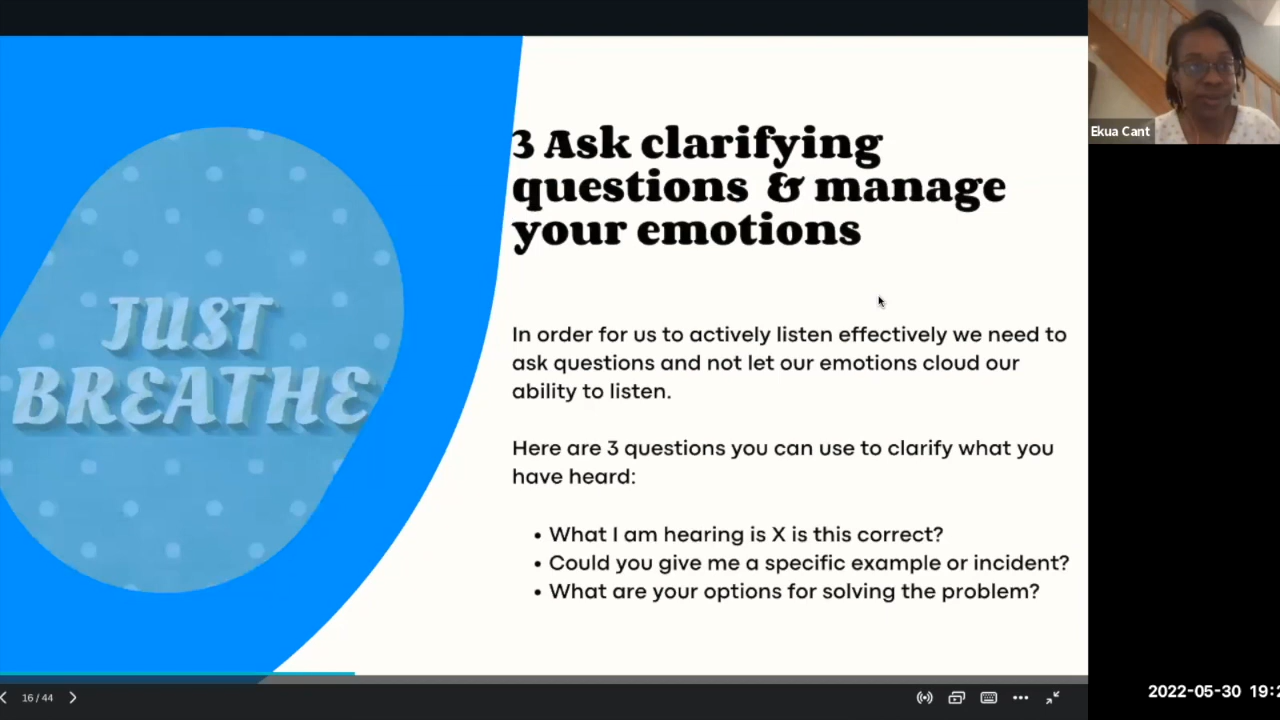 JUST
BREATHE
3 Ask clarifying
questions & manage
your emotions
In order for us to actively listen effectively we need to
ask questions and not let our emotions cloud our
ability to listen.
Here are 3 questions you can use to clarify what you
have heard:
• What I am hearing is X is this correct?
• Could you give me a specific example or incident?
• What are your options for solving the problem?
16 / 44
Ekua Cant
2022-05-30 19:2